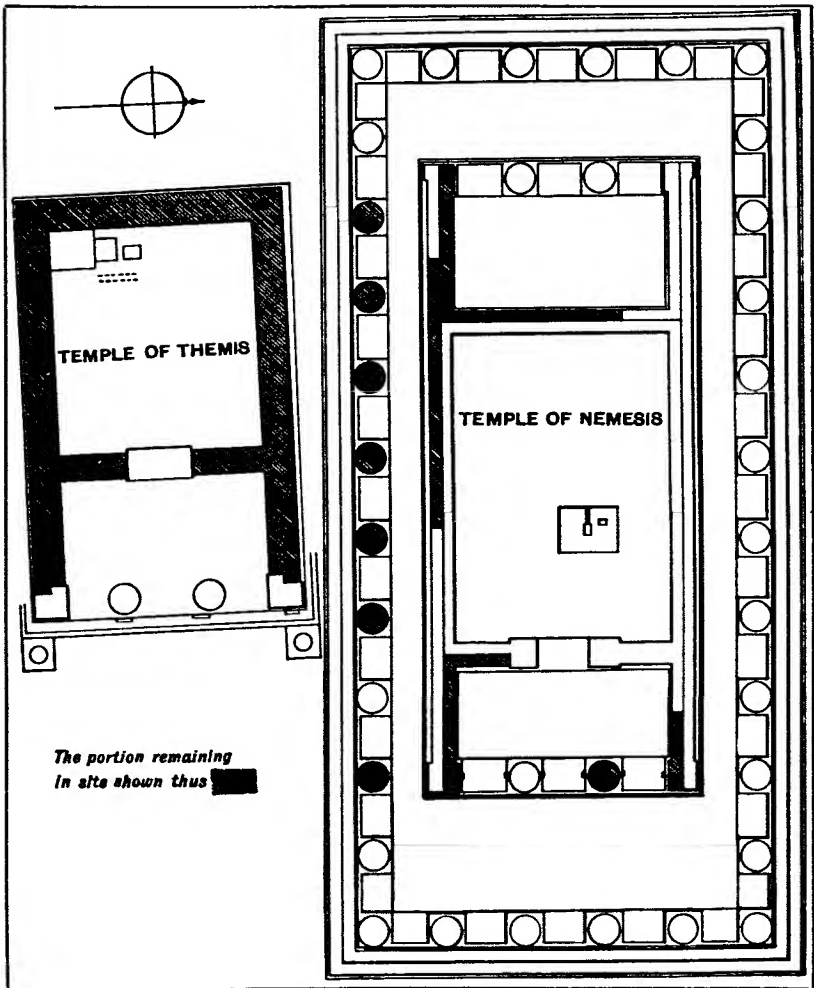 TEMPLE OF THEMIS
TEMPLE OF NEMESIS
The portion remaining
in site shown thus